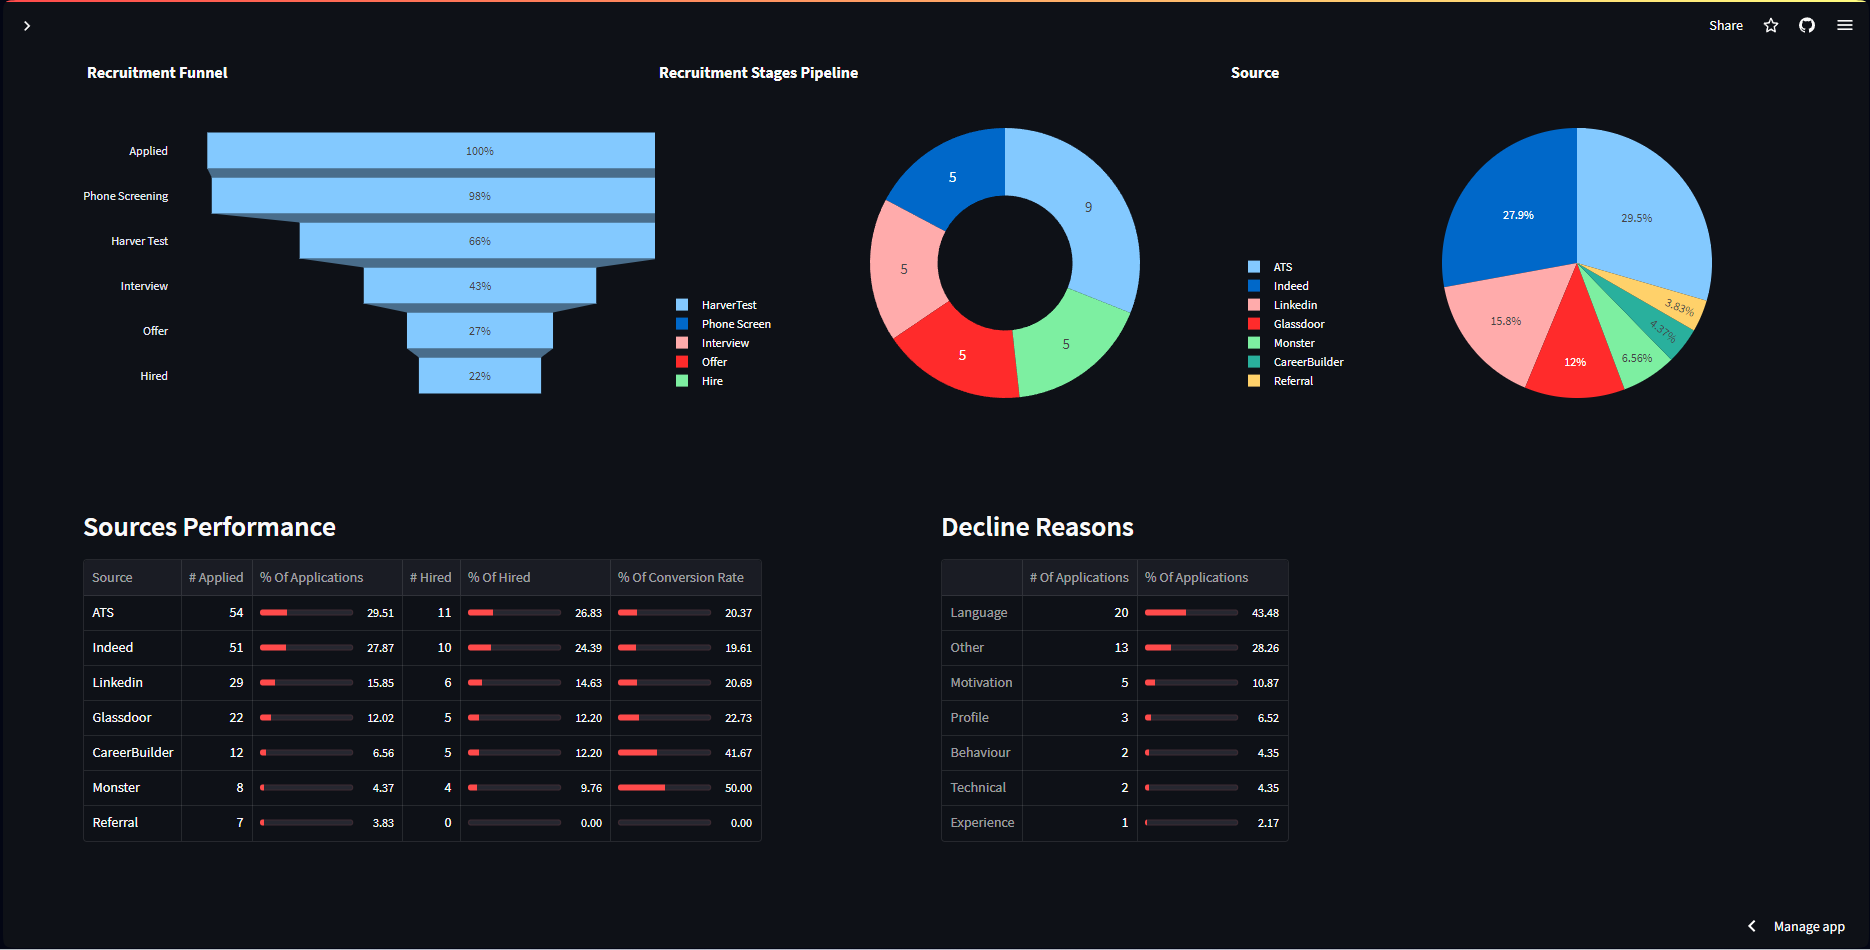 Share
Recruitment Funnel
Applied 100%
Phone Screening 98%
Harver Test 66%
Interview 43%
Offer 27%
Hired 22%
Recruitment Stages Pipeline
HarverTest
Phone Screen
Interview
Offer
Hire
5
9
5
5
5
Source
ATS
Indeed
Linkedin
Glassdoor
Monster
CareerBuilder
Referral
27.9%
29.5%
3.83%
4.37%
15.8%
6.56%
12%
Sources Performance
Source # Applied % Of Applications # Hired % Of Hired % Of Conversion Rate
ATS 54 29.51 11 26.83 20.37
Indeed 51 27.87 10 24.39 19.61
Linkedin 29 15.85 6 14.63 20.69
Glassdoor 22 12.02 5 12.20 22.73
CareerBuilder 12 6.56 5 12.20 41.67
Monster 8 4.37 4 9.76 50.00
Referral 7 3.83 0 0.00 0.00
Decline Reasons
# Of Applications % Of Applications
Language 20 43.48
Other 13 28.26
Motivation 5 10.87
Profile 3 6.52
Behaviour 2 4.35
Technical 2 4.35
Experience 1 2.17
Manage app